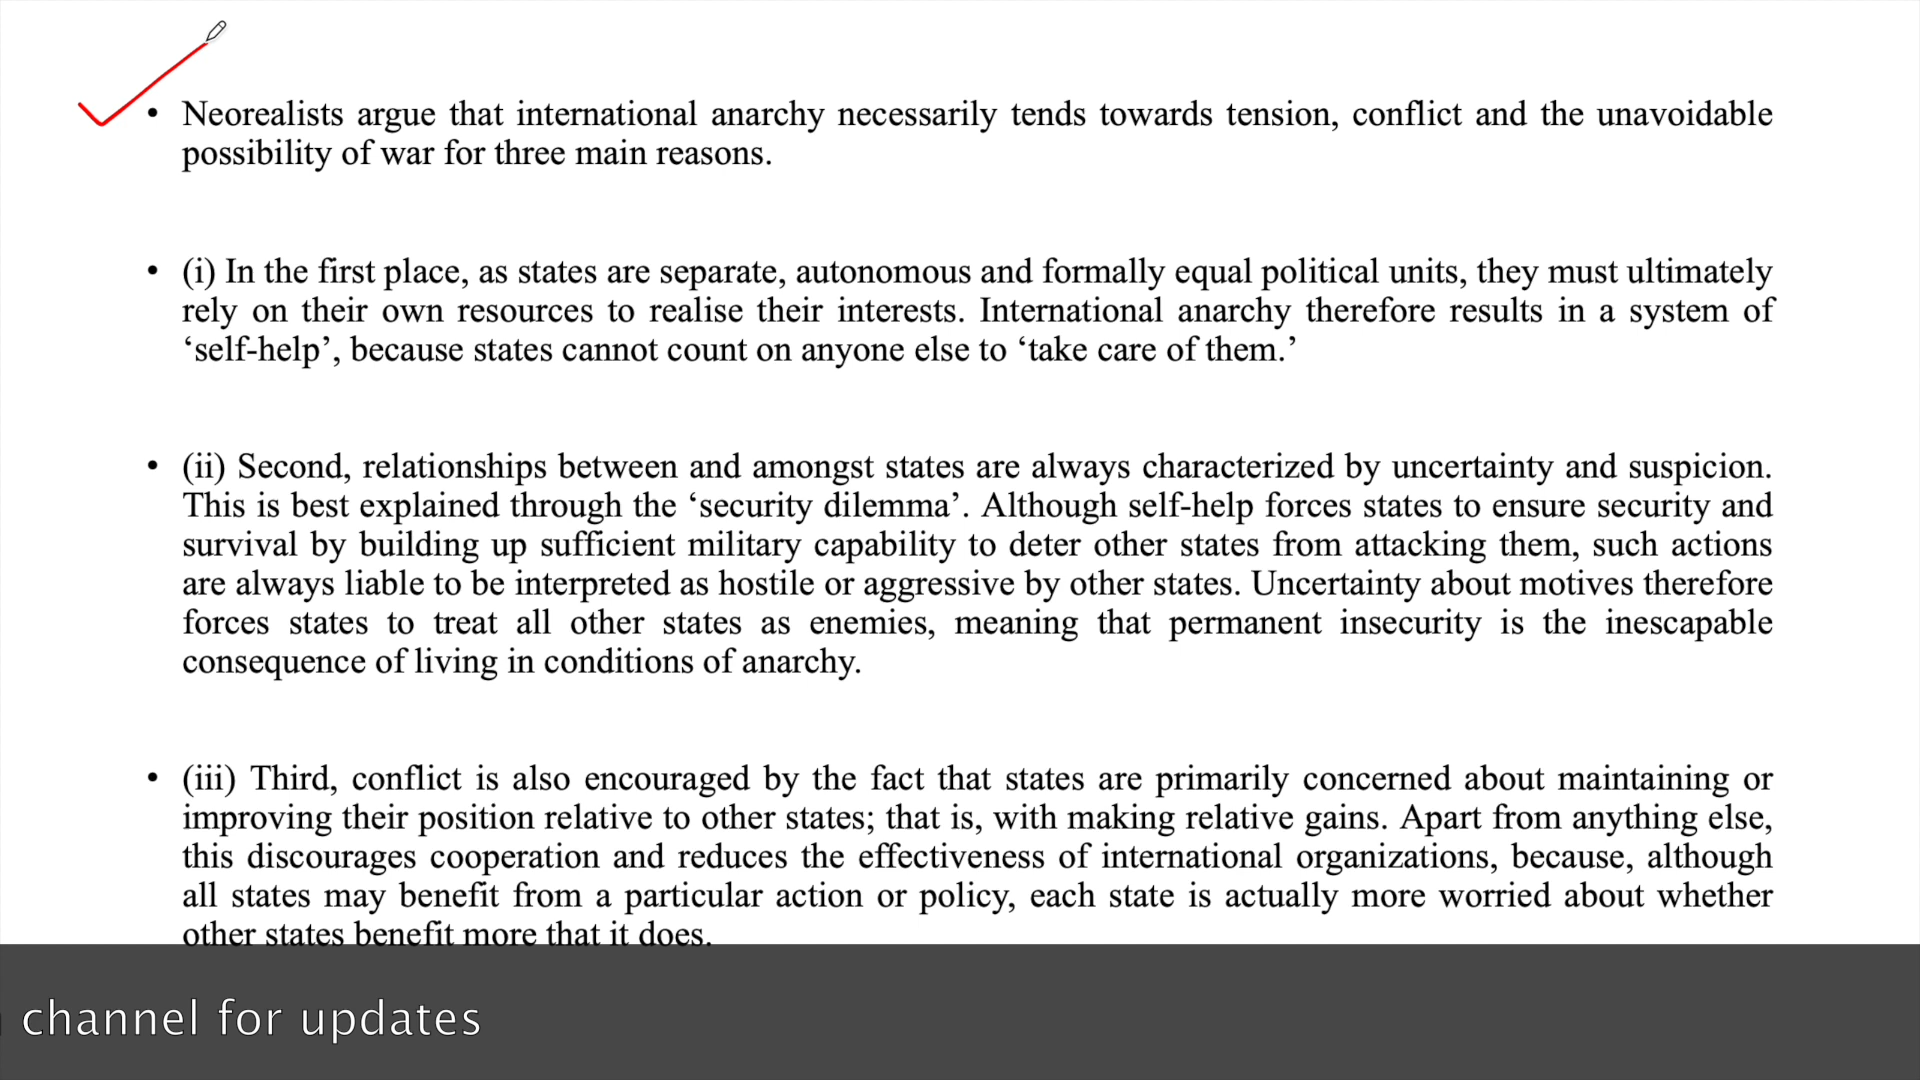 • Neorealists argue that international anarchy necessarily tends towards tension, conflict and the unavoidable
possibility of war for three main reasons.
• (i) In the first place, as states are separate, autonomous and formally equal political units, they must ultimately
rely on their own resources to realise their interests. International anarchy therefore results in a system of
‘self-help’, because states cannot count on anyone else to ‘take care of them.’
• (ii) Second, relationships between and amongst states are always characterized by uncertainty and suspicion.
This is best explained through the ‘security dilemma’. Although self-help forces states to ensure security and
survival by building up sufficient military capability to deter other states from attacking them, such actions
are always liable to be interpreted as hostile or aggressive by other states. Uncertainty about motives therefore
forces states to treat all other states as enemies, meaning that permanent insecurity is the inescapable
consequence of living in conditions of anarchy.
• (iii) Third, conflict is also encouraged by the fact that states are primarily concerned about maintaining or
improving their position relative to other states; that is, with making relative gains. Apart from anything else,
this discourages cooperation and reduces the effectiveness of international organizations, because, although
all states may benefit from a particular action or policy, each state is actually more worried about whether
other states benefit more that it does.
channel for updates